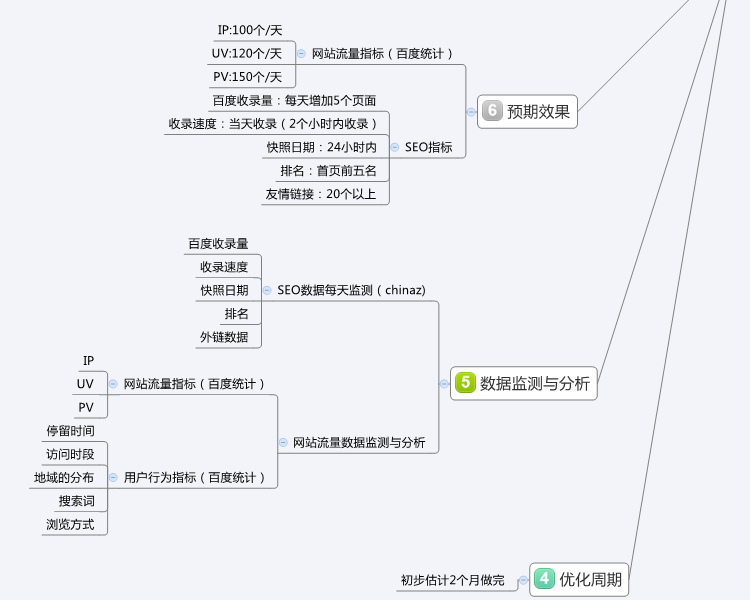 IP:100个/天
UV:120个/天
网站流量指标（百度统计）
PV:150个/天
百度收录量：每天增加5个页面
6 预期效果
收录速度：当天收录（2个小时内收录）
快照日期：24小时内
SEO指标
排名：首页前五名
友情链接：20个以上
百度收录量
收录速度
快照日期
SEO数据每天监测（chinaz)
排名
外链数据
IP
UV
网站流量指标（百度统计）
5 数据监测与分析
PV
停留时间
网站流量数据监测与分析
访问时段
地域的分布
用户行为指标（百度统计）
搜索词
浏览方式
初步估计2个月做完
4 优化周期